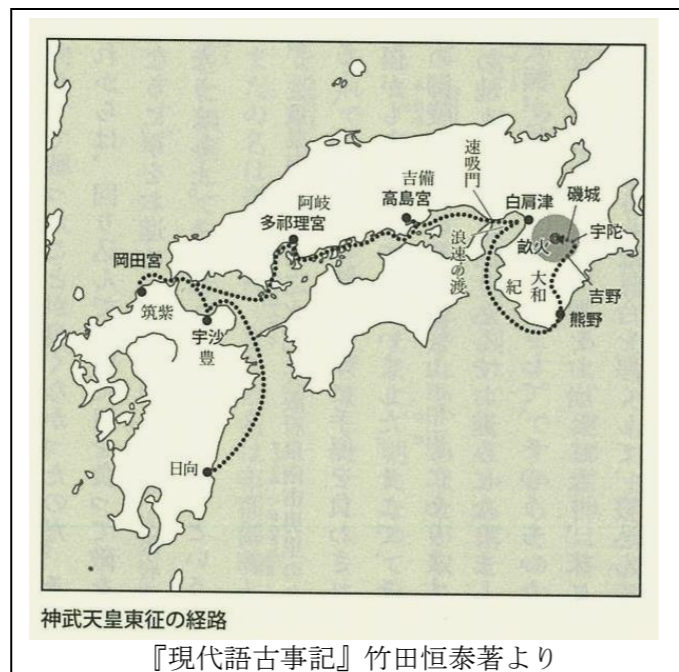 速吸門
吉備
阿岐
高島宮
多祁理宮
白肩津
磯城
宇陀
畝火
浪速の渡
岡田宮
大和
紀
吉野
熊野
筑紫
宇沙
豊
日向
神武天皇東征の経路
『現代語古事記』竹田恒泰著より